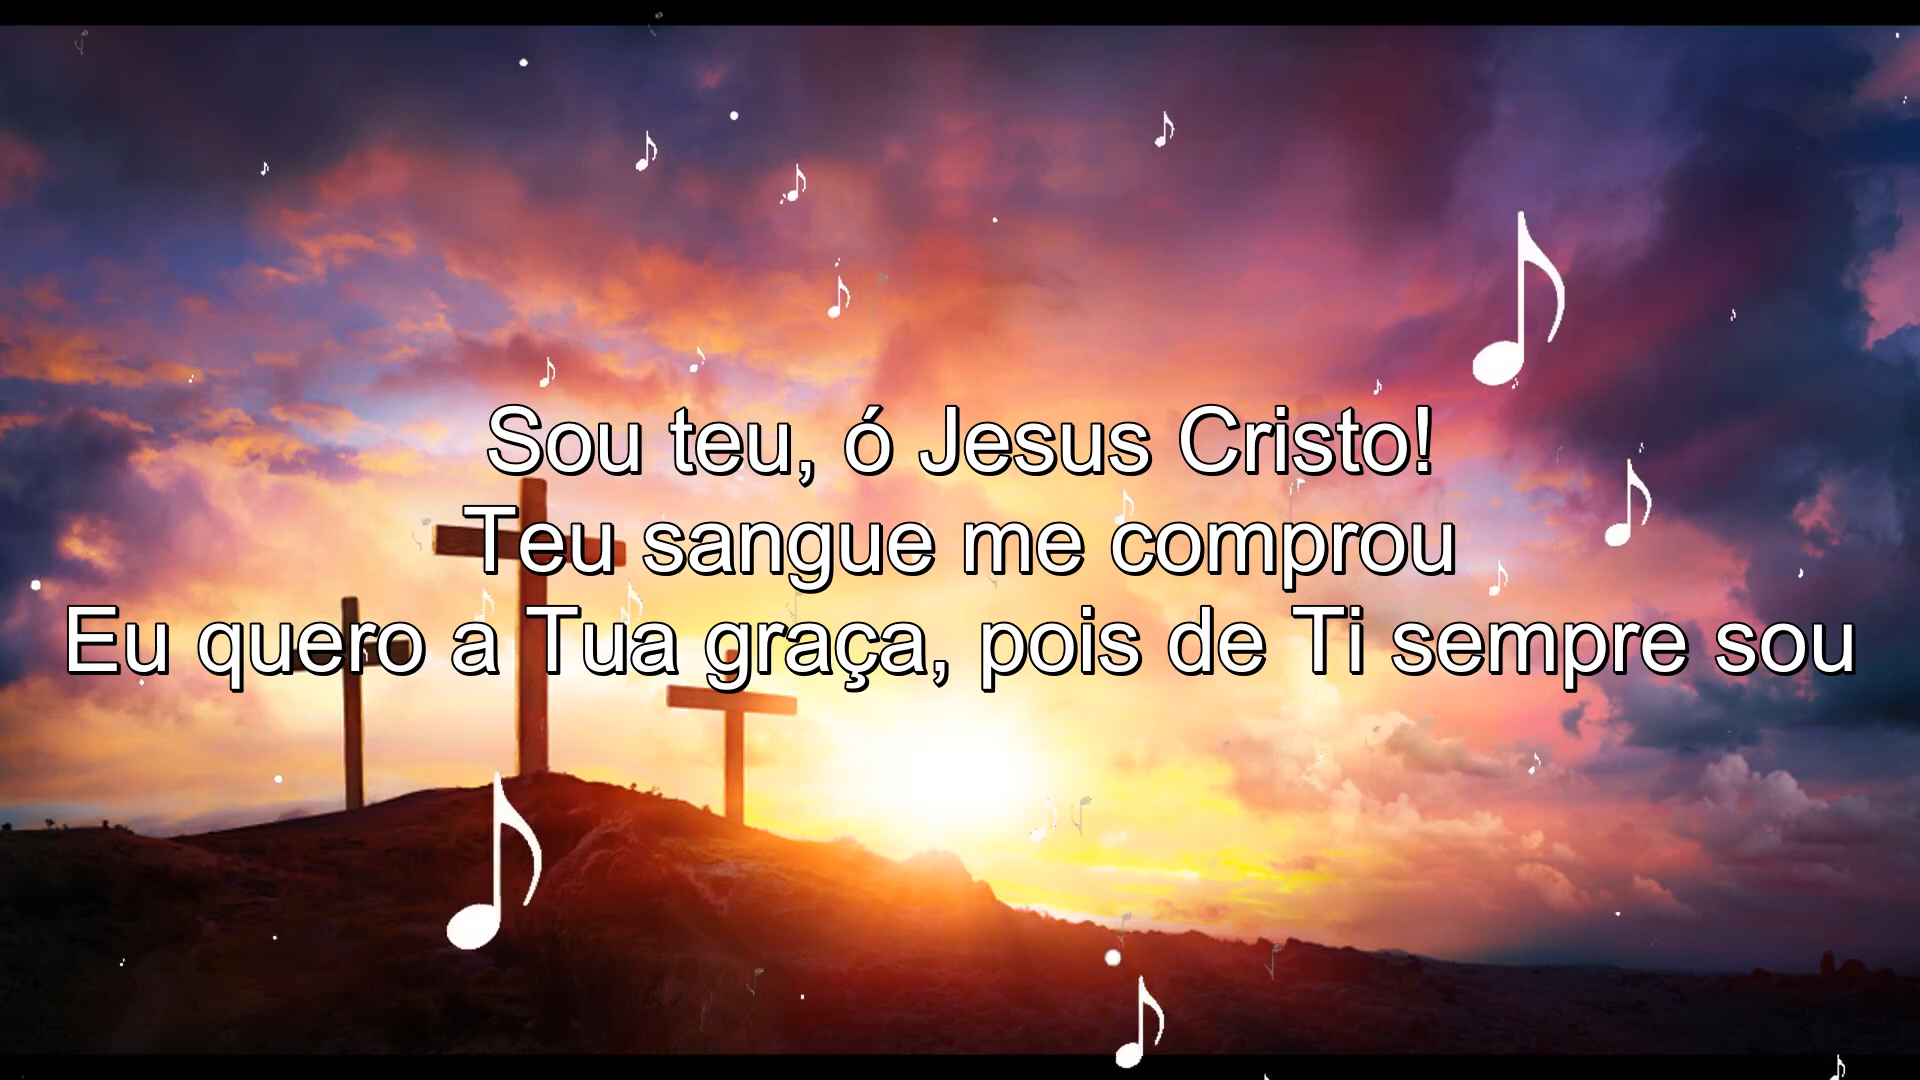 Sou teu, ó Jesus Cristo!
Teu sangue me comprou
Eu quero a Tua graça, pois de Ti sempre sou